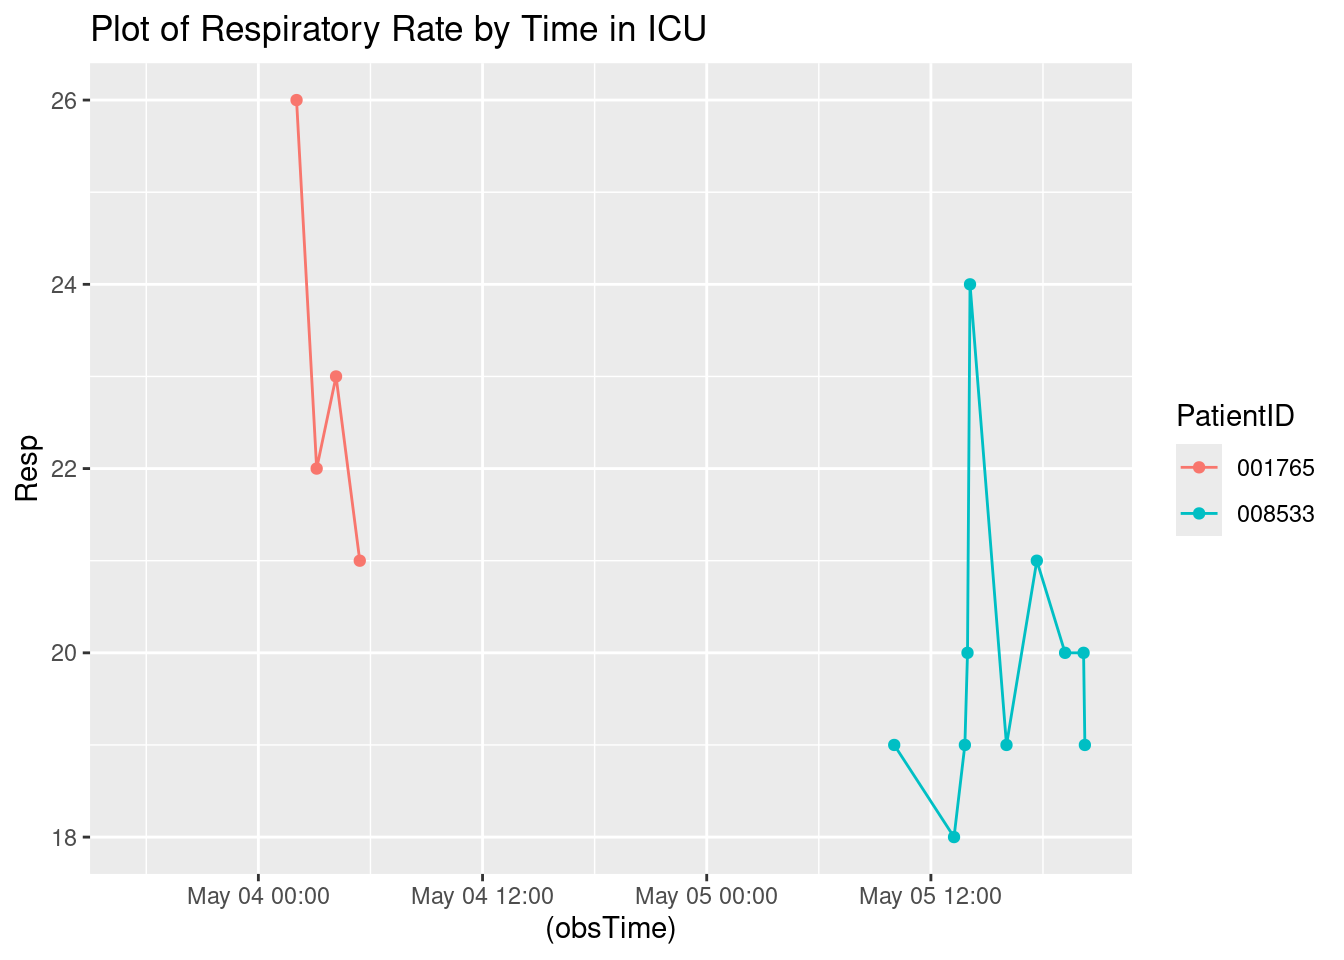 Plot of Respiratory Rate by Time in ICU
26
24
22
20
18
Resp
May 04 00:00
May 04 12:00
May 05 00:00
May 05 12:00
(obsTime)
PatientID
001765
008533